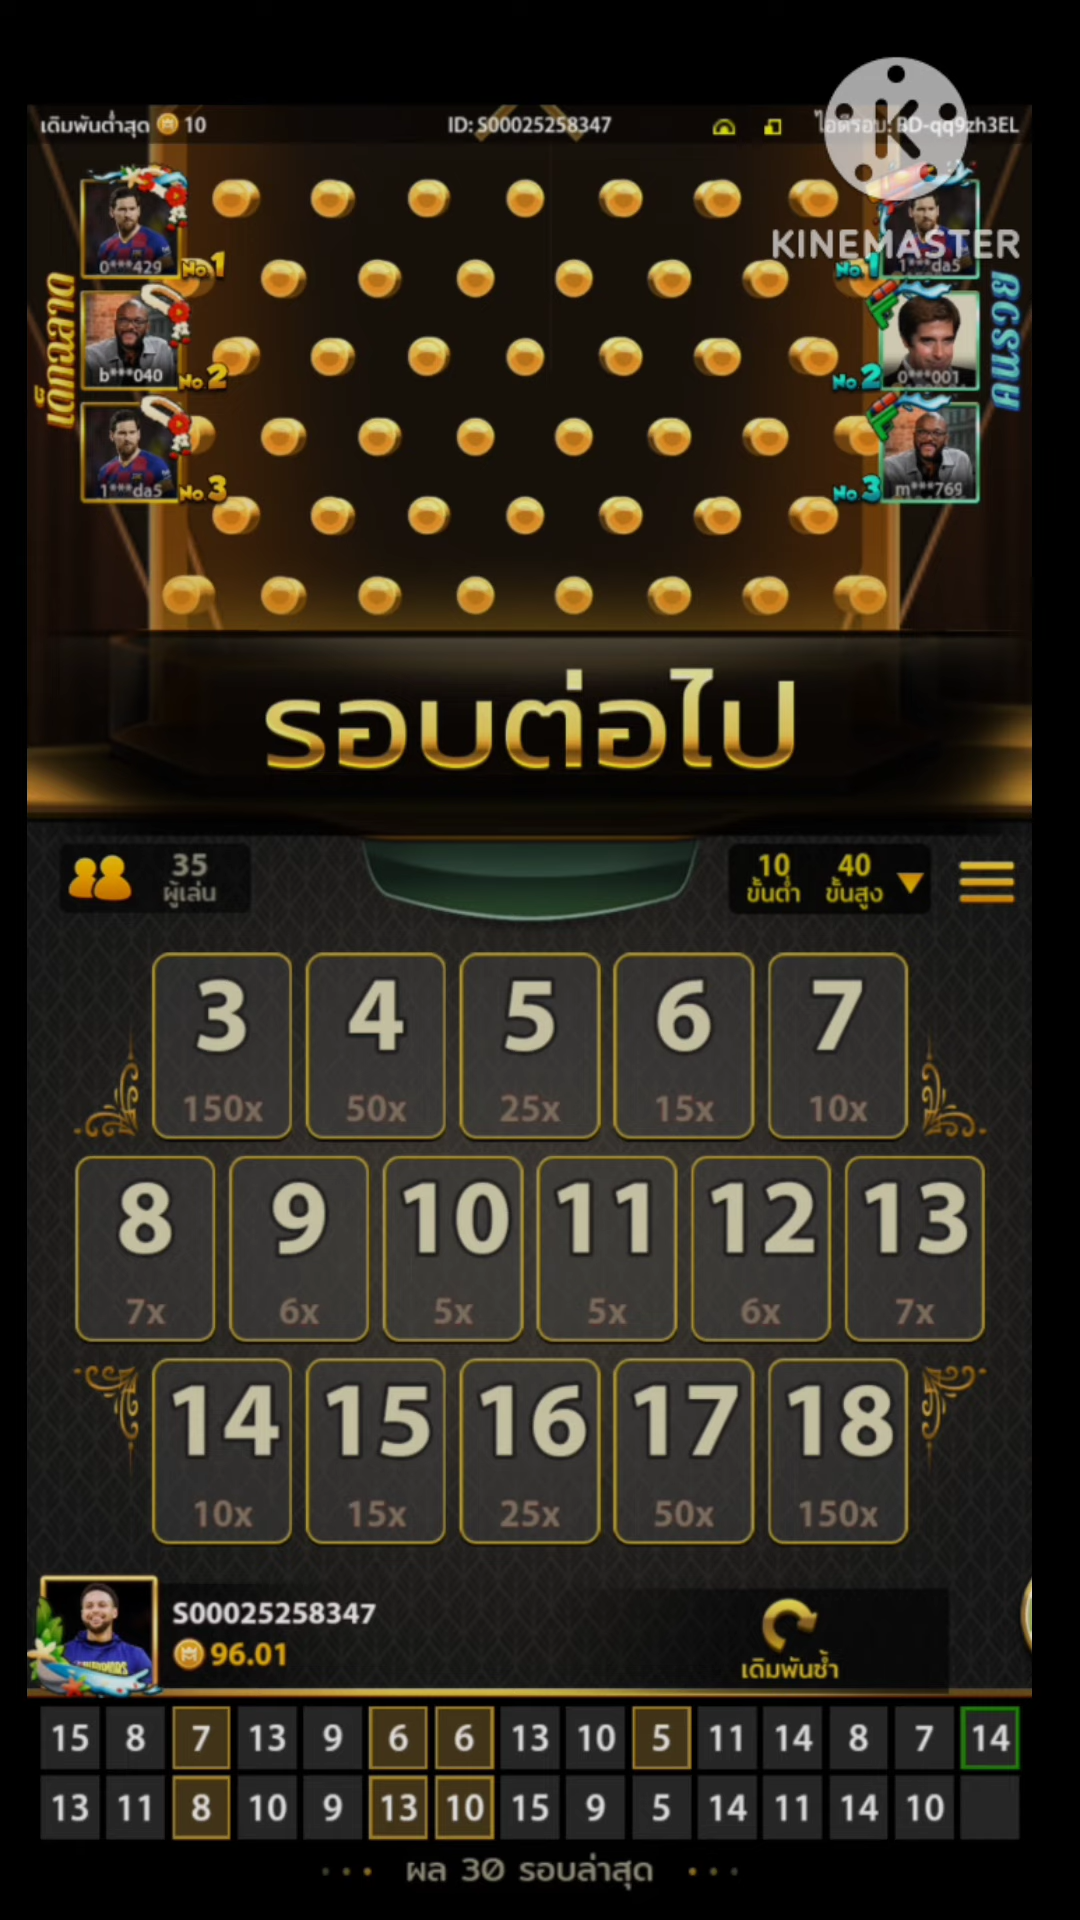 เดิมพันต่ำสุด 10
ID: S00025258347
ไอดีรอบ: BD-qq9zh3EL
KINEMASTER
เด็กฉลาด
0***429
No.1
b***040
No.2
1***da5
No.3
1***da5
No.1
0***001
No.2
m***769
No.3
รอบต่อไป
35
ผู้เล่น
10 40
ขั้นต่ำ ขั้นสูง
3 4 5 6 7
150x 50x 25x 15x 10x
8 9 10 11 12 13
7x 6x 5x 5x 6x 7x
14 15 16 17 18
10x 15x 25x 50x 150x
S00025258347
96.01
เดิมพันซ้ำ
15 8 7 13 9 6 6 13 10 5 11 14 8 7 14
13 11 8 10 9 13 10 15 9 5 14 11 14 10
ผล 30 รอบล่าสุด